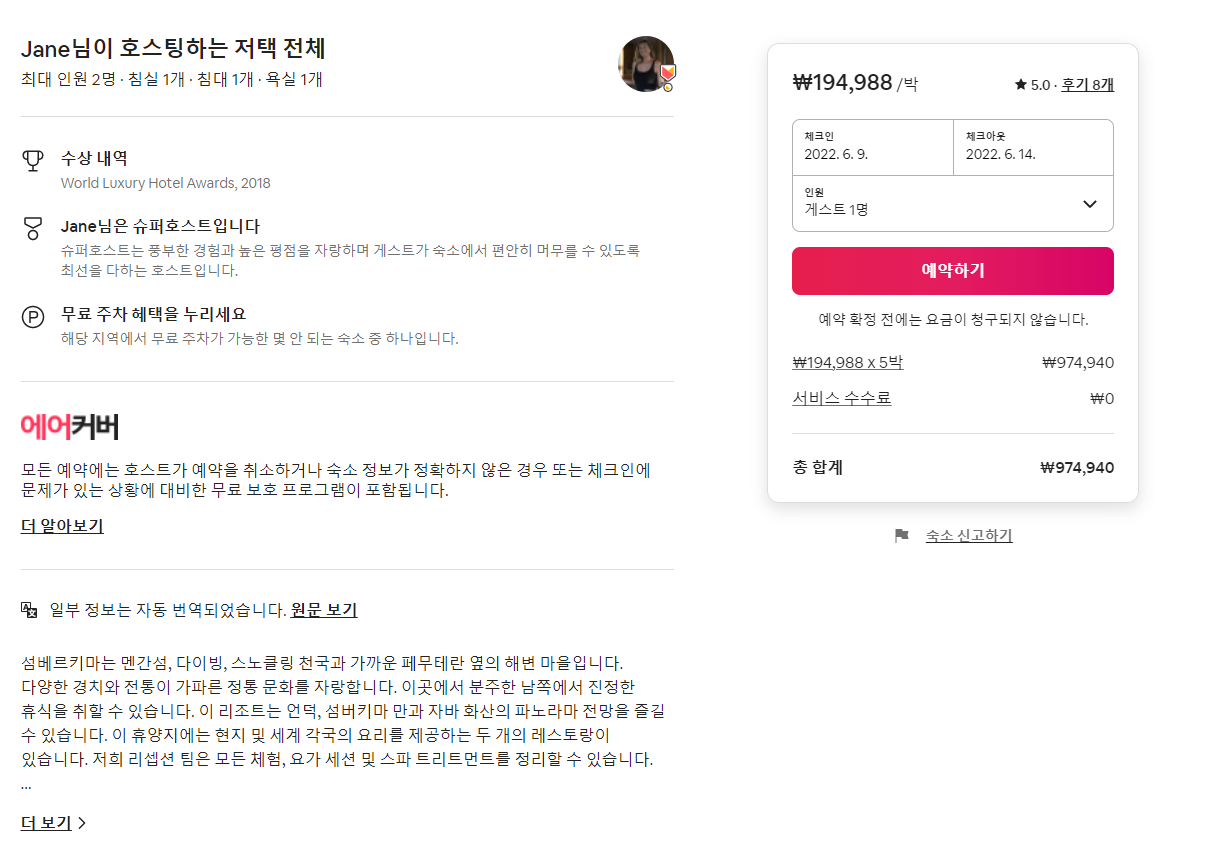 Jane님이 호스팅하는 저택 전체
최대 인원 2명 · 침실 1개 · 침대 1개 · 욕실 1개
수상 내역
World Luxury Hotel Awards, 2018
Jane님은 슈퍼호스트입니다
슈퍼호스트는 풍부한 경험과 높은 평점을 자랑하며 게스트가 숙소에서 편안히 머무를 수 있도록
최선을 다하는 호스트입니다.
무료 주차 혜택을 누리세요
해당 지역에서 무료 주차가 가능한 몇 안 되는 숙소 중 하나입니다.
에어커버
모든 예약에는 호스트가 예약을 취소하거나 숙소 정보가 정확하지 않은 경우 또는 체크인에
문제가 있는 상황에 대비한 무료 보호 프로그램이 포함됩니다.
더 알아보기
일부 정보는 자동 번역되었습니다. 원문 보기
섬베르키마는 멘간섬, 다이빙, 스노클링 천국과 가까운 페무테란 옆의 해변 마을입니다.
다양한 경치와 전통이 가파른 정통 문화를 자랑합니다. 이곳에서 분주한 남쪽에서 진정한
휴식을 취할 수 있습니다. 이 리조트는 언덕, 섬버키마 만과 자바 화산의 파노라마 전망을 즐길
수 있습니다. 이 휴양지에는 현지 및 세계 각국의 요리를 제공하는 두 개의 레스토랑이
있습니다. 저희 리셉션 팀은 모든 체험, 요가 세션 및 스파 트리트먼트를 정리할 수 있습니다.
...
더 보기
₩194,988 /박
★ 5.0 · 후기 8개
체크인
2022. 6. 9.
체크아웃
2022. 6. 14.
인원
게스트 1명
예약하기
예약 확정 전에는 요금이 청구되지 않습니다.
₩194,988 x 5박 ₩974,940
서비스 수수료 ₩0
총 합계 ₩974,940
숙소 신고하기